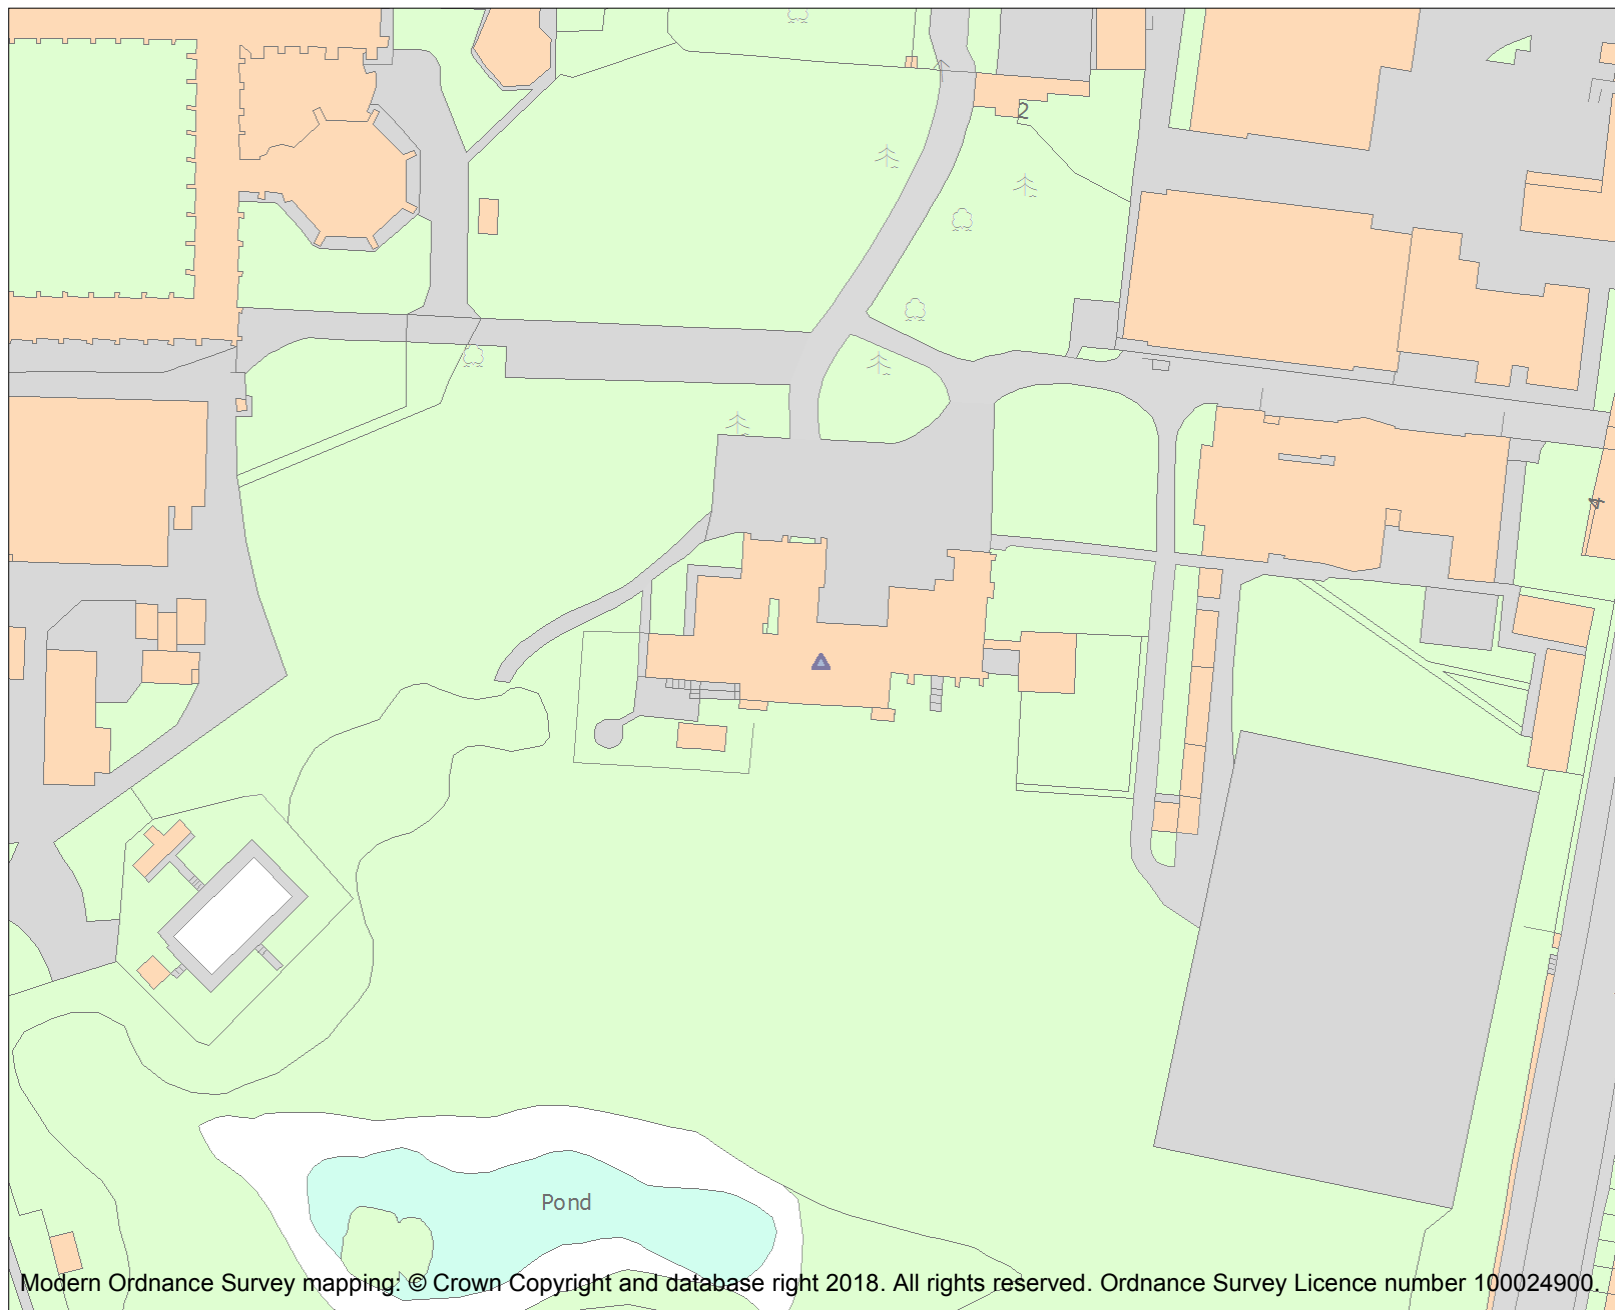 2
4
Pond
Modern Ordnance Survey mapping: © Crown Copyright and database right 2018. All rights reserved. Ordnance Survey Licence number 100024900.